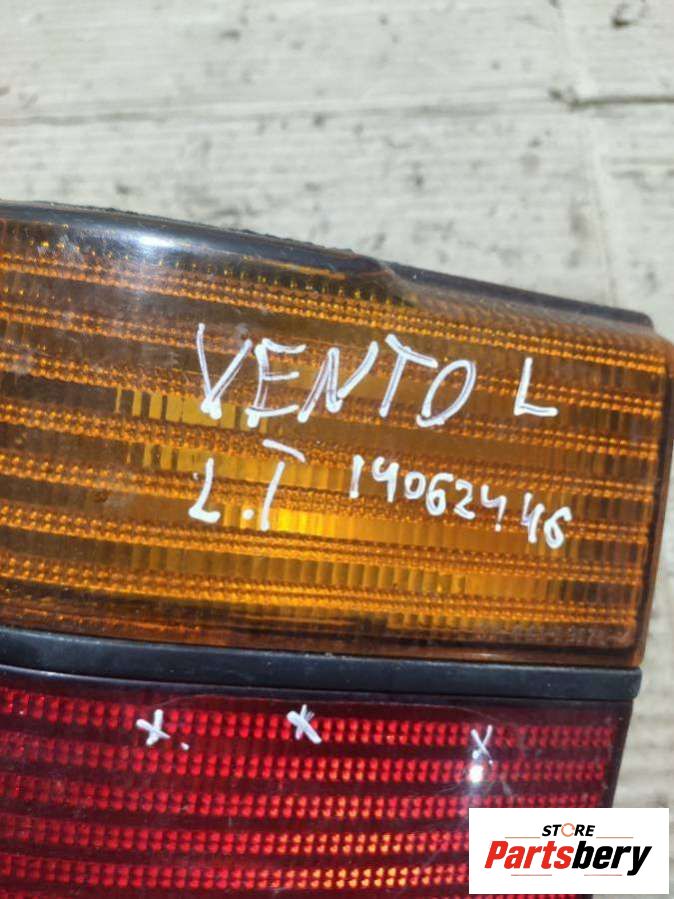 VENTO L
L.T 14062446
x x x
STORE
Partsbery